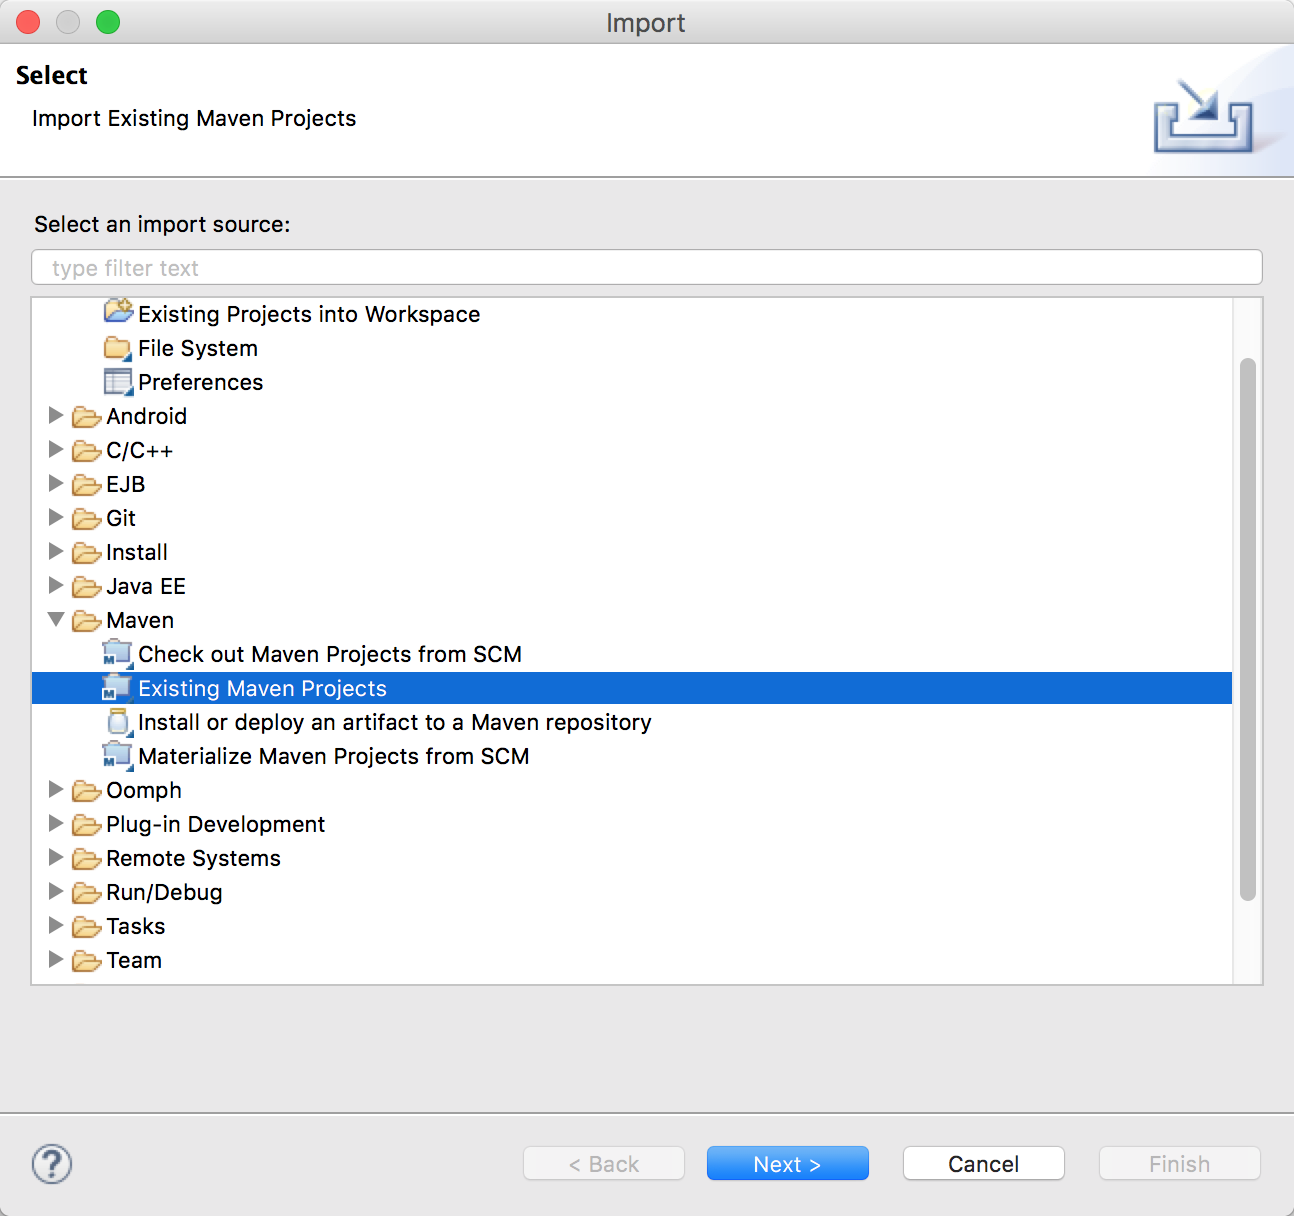 Import
Select
Import Existing Maven Projects
Select an import source:
type filter text
Existing Projects into Workspace
File System
Preferences
Android
C/C++
EJB
Git
Install
Java EE
Maven
M Check out Maven Projects from SCM
M Existing Maven Projects
Install or deploy an artifact to a Maven repository
M Materialize Maven Projects from SCM
Oomph
Plug-in Development
Remote Systems
Run/Debug
Tasks
Team
? < Back Next > Cancel Finish